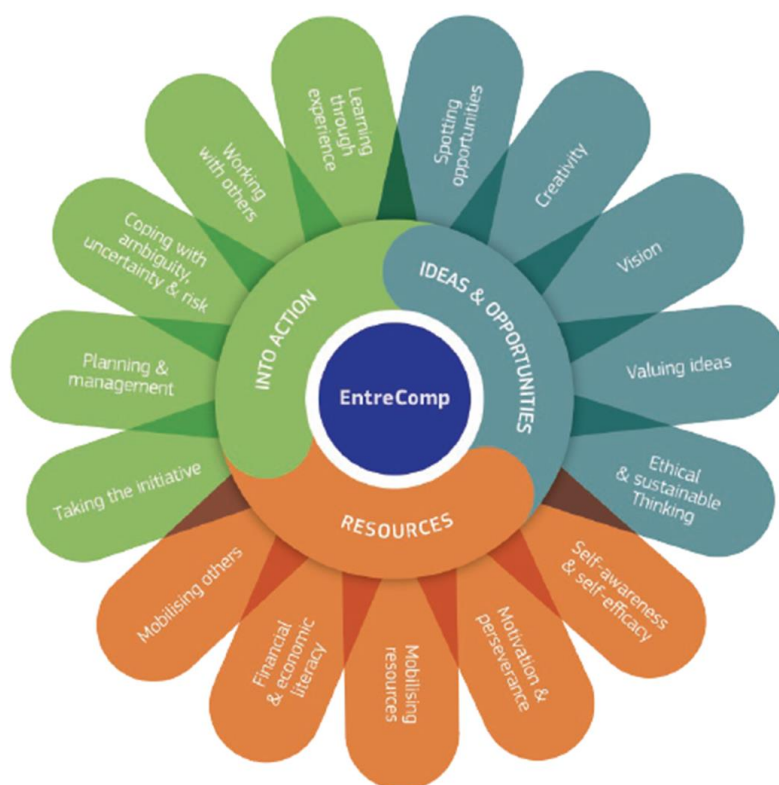 EntreComp
IDEAS & OPPORTUNITIES
Spotting
opportunities
Creativity
Vision
Valuing ideas
Ethical
& sustainable
Thinking
RESOURCES
Self-awareness
& self-efficacy
Motivation &
perseverance
Mobilising
resources
Financial
& economic
literacy
Mobilising others
INTO ACTION
Taking the initiative
Planning &
management
Coping with
ambiguity,
uncertainty & risk
Working
with others
Learning
through
experience